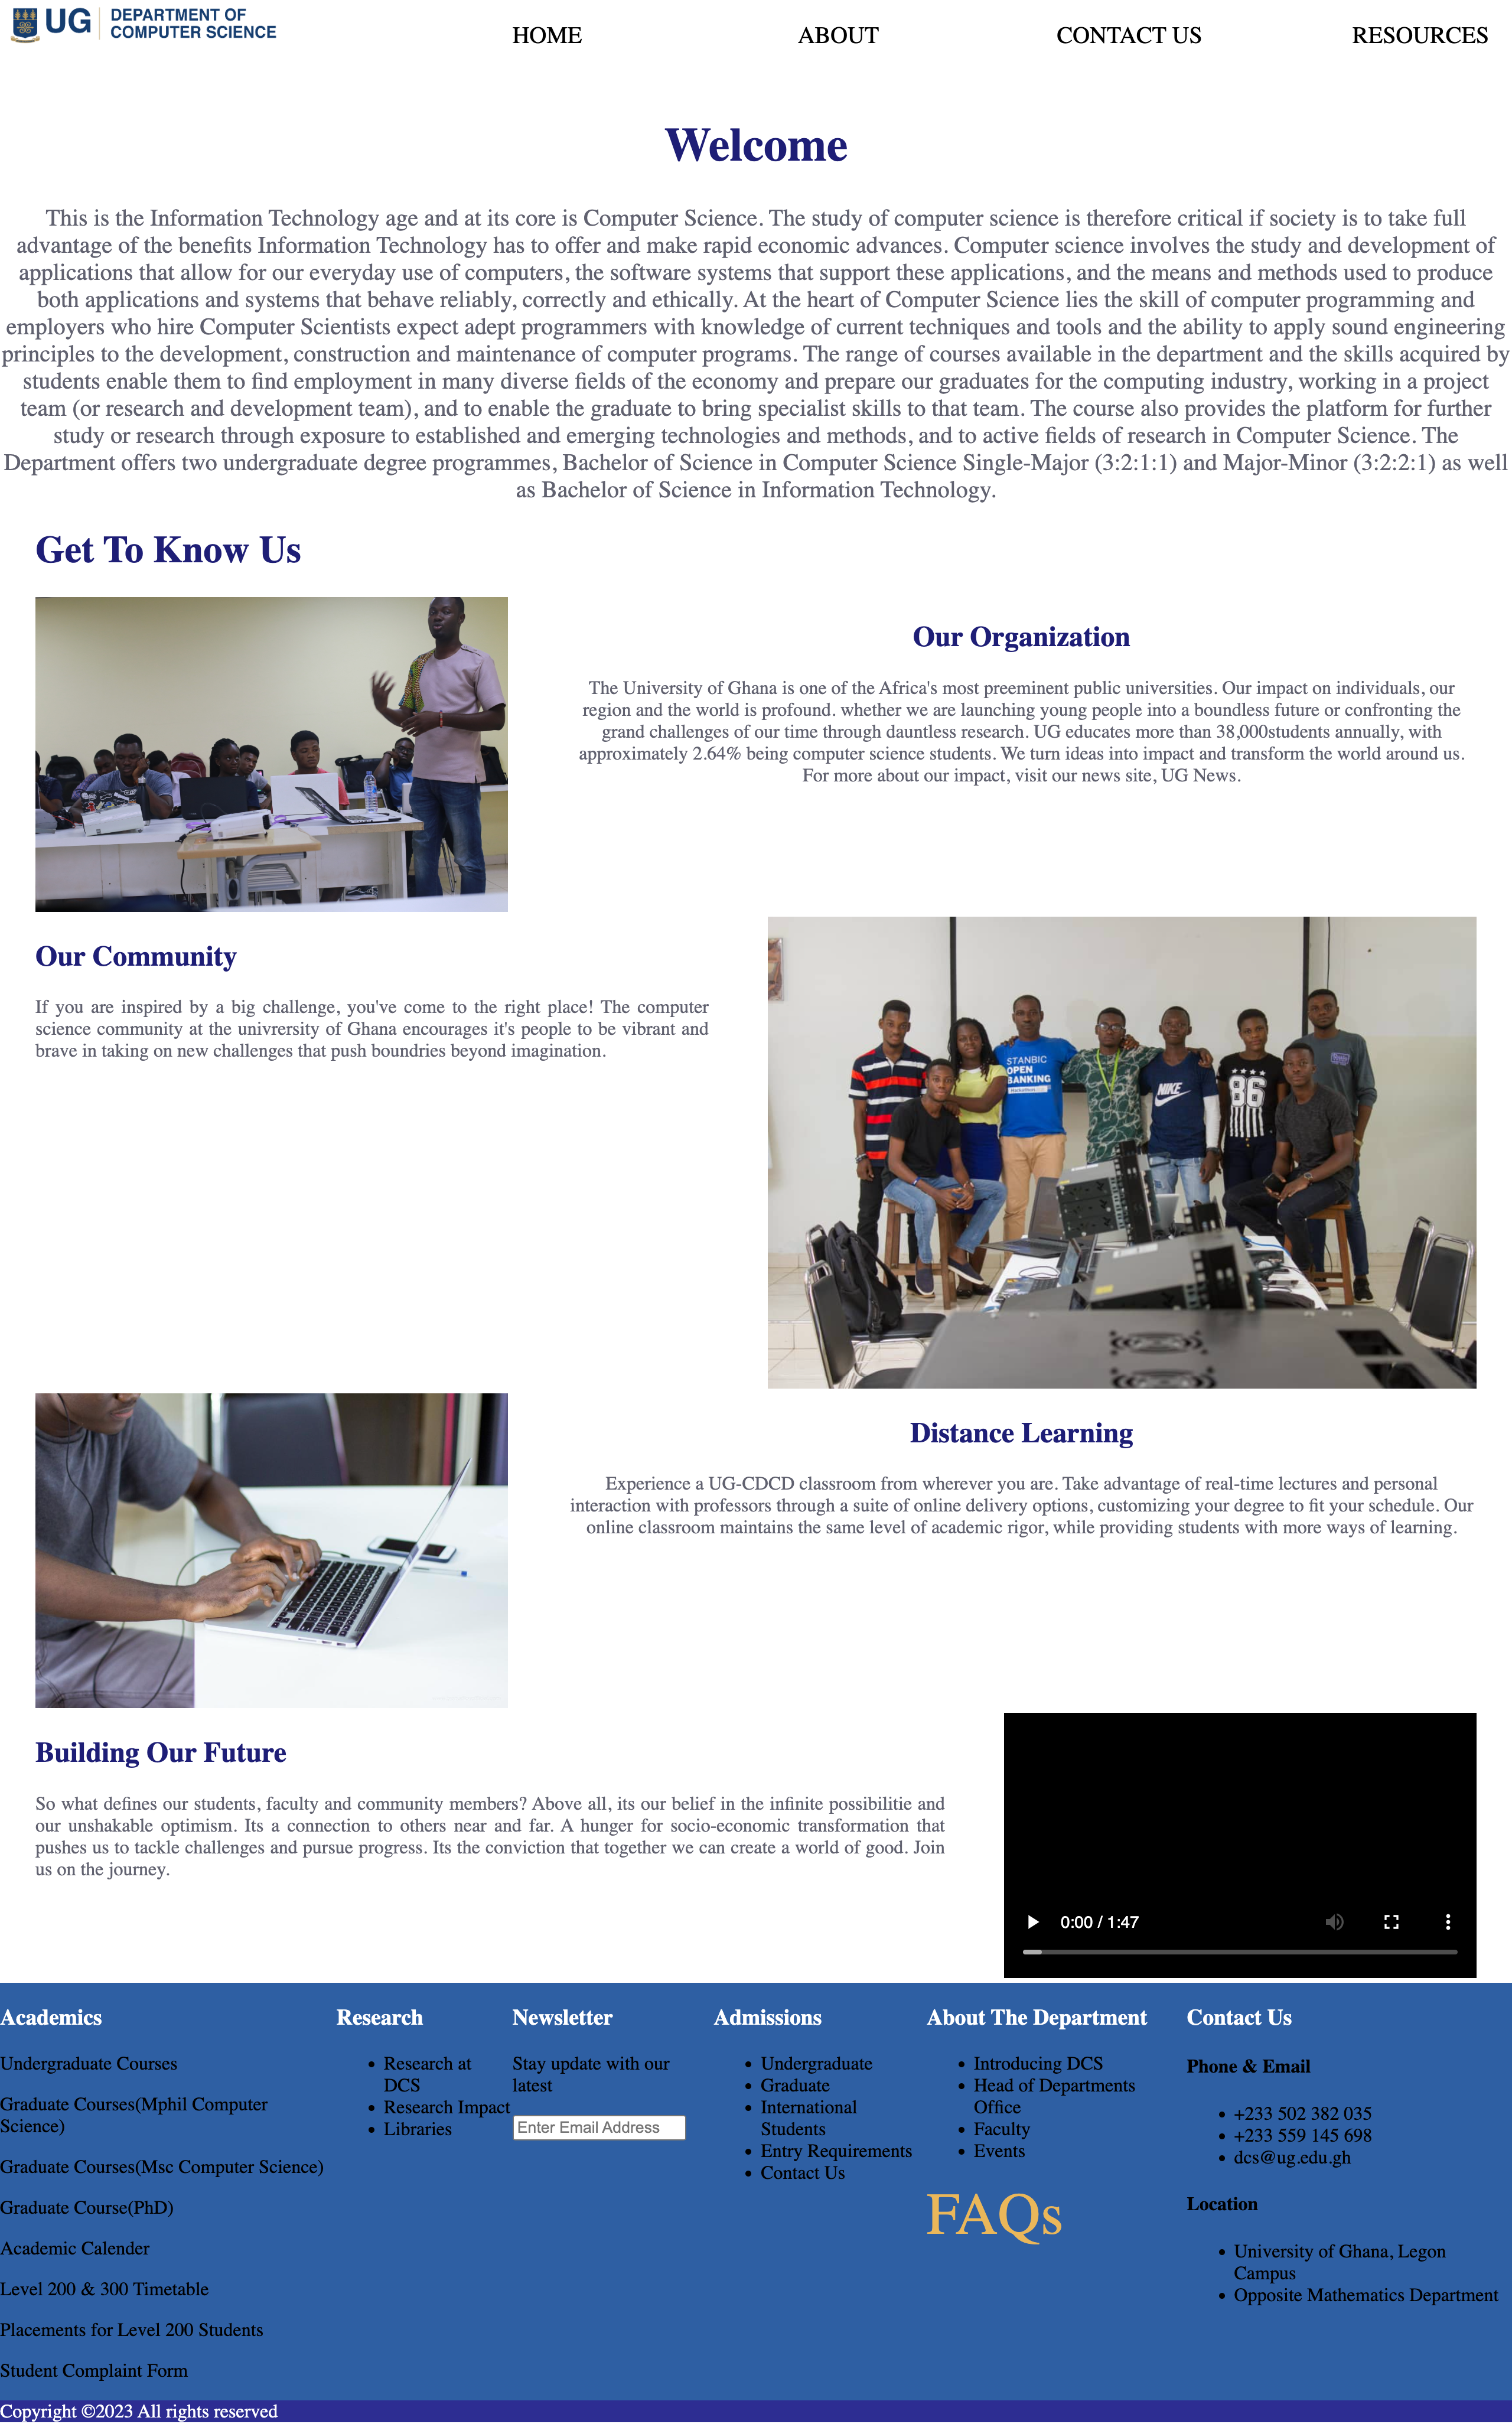 UG DEPARTMENT OF
COMPUTER SCIENCE
HOME
ABOUT
CONTACT US
RESOURCES
Welcome
This is the Information Technology age and at its core is Computer Science. The study of computer science is therefore critical if society is to take full
advantage of the benefits Information Technology has to offer and make rapid economic advances. Computer science involves the study and development of
applications that allow for our everyday use of computers, the software systems that support these applications, and the means and methods used to produce
both applications and systems that behave reliably, correctly and ethically. At the heart of Computer Science lies the skill of computer programming and
employers who hire Computer Scientists expect adept programmers with knowledge of current techniques and tools and the ability to apply sound engineering
principles to the development, construction and maintenance of computer programs. The range of courses available in the department and the skills acquired by
students enable them to find employment in many diverse fields of the economy and prepare our graduates for the computing industry, working in a project
team (or research and development team), and to enable the graduate to bring specialist skills to that team. The course also provides the platform for further
study or research through exposure to established and emerging technologies and methods, and to active fields of research in Computer Science. The
Department offers two undergraduate degree programmes, Bachelor of Science in Computer Science Single-Major (3:2:1:1) and Major-Minor (3:2:2:1) as well
as Bachelor of Science in Information Technology.
Get To Know Us
Our Organization
The University of Ghana is one of the Africa's most preeminent public universities. Our impact on individuals, our
region and the world is profound. whether we are launching young people into a boundless future or confronting the
grand challenges of our time through dauntless research. UG educates more than 38,000students annually, with
approximately 2.64% being computer science students. We turn ideas into impact and transform the world around us.
For more about our impact, visit our news site, UG News.
Our Community
If you are inspired by a big challenge, you've come to the right place! The computer
science community at the univrersity of Ghana encourages it's people to be vibrant and
brave in taking on new challenges that push boundries beyond imagination.
STANBIC
OPEN
BANKING
Hackathon
NIKE
86
Distance Learning
Experience a UG-CDCD classroom from wherever you are. Take advantage of real-time lectures and personal
interaction with professors through a suite of online delivery options, customizing your degree to fit your schedule. Our
online classroom maintains the same level of academic rigor, while providing students with more ways of learning.
Building Our Future
So what defines our students, faculty and community members? Above all, its our belief in the infinite possibilitie and
our unshakable optimism. Its a connection to others near and far. A hunger for socio-economic transformation that
pushes us to tackle challenges and pursue progress. Its the conviction that together we can create a world of good. Join
us on the journey.
0:00 / 1:47
Academics
Undergraduate Courses
Graduate Courses(Mphil Computer
Science)
Graduate Courses(Msc Computer Science)
Graduate Course(PhD)
Academic Calender
Level 200 & 300 Timetable
Placements for Level 200 Students
Student Complaint Form
Research
• Research at
DCS
• Research Impact
• Libraries
Newsletter
Stay update with our
latest
Enter Email Address
Admissions
• Undergraduate
• Graduate
• International
Students
• Entry Requirements
• Contact Us
About The Department
• Introducing DCS
• Head of Departments
Office
• Faculty
• Events
FAQs
Contact Us
Phone & Email
• +233 502 382 035
• +233 559 145 698
• dcs@ug.edu.gh
Location
• University of Ghana, Legon
Campus
• Opposite Mathematics Department
Copyright ©2023 All rights reserved